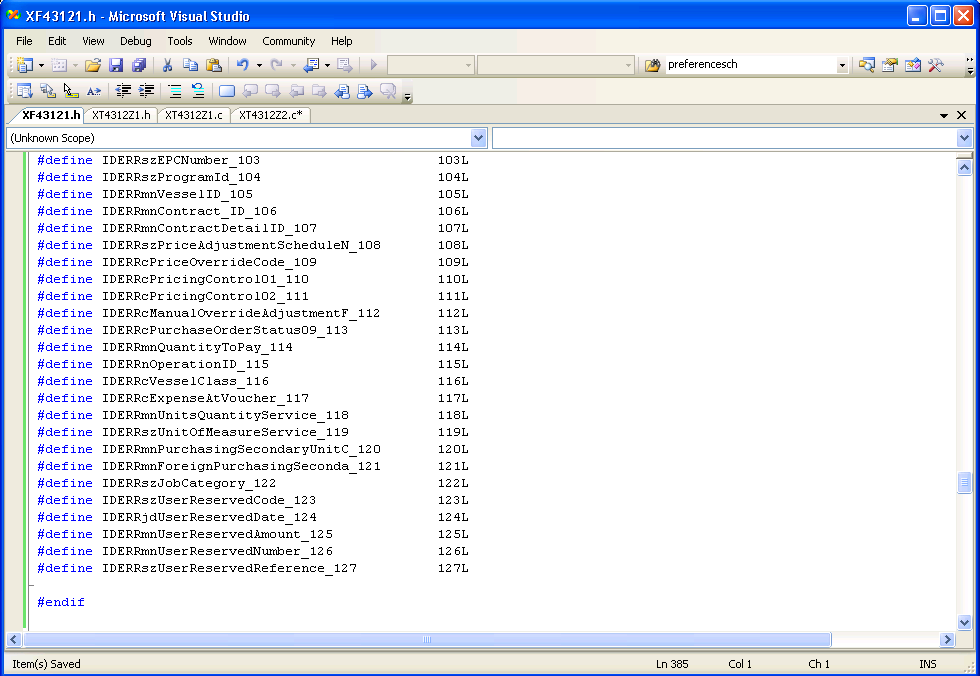 XF43121.h - Microsoft Visual Studio
File Edit View Debug Tools Window Community Help
preferencesch
XF43121.h XT4312Z1.h XT4312Z1.c XT4312Z2.c*
(Unknown Scope)
#define IDERRszEPCNumber_103 103L
#define IDERRszProgramId_104 104L
#define IDERRmnVesselID_105 105L
#define IDERRmnContract_ID_106 106L
#define IDERRmnContractDetailID_107 107L
#define IDERRszPriceAdjustmentScheduleN_108 108L
#define IDERRcPriceOverrideCode_109 109L
#define IDERRcPricingControl01_110 110L
#define IDERRcPricingControl02_111 111L
#define IDERRcManualOverrideAdjustmentF_112 112L
#define IDERRcPurchaseOrderStatus09_113 113L
#define IDERRmnQuantityToPay_114 114L
#define IDERRnOperationID_115 115L
#define IDERRcVesselClass_116 116L
#define IDERRcExpenseAtVoucher_117 117L
#define IDERRmnUnitsQuantityService_118 118L
#define IDERRszUnitOfMeasureService_119 119L
#define IDERRmnPurchasingSecondaryUnitC_120 120L
#define IDERRmnForeignPurchasingSeconda_121 121L
#define IDERRszJobCategory_122 122L
#define IDERRszUserReservedCode_123 123L
#define IDERRjdUserReservedDate_124 124L
#define IDERRmnUserReservedAmount_125 125L
#define IDERRmnUserReservedNumber_126 126L
#define IDERRszUserReservedReference_127 127L
#endif
Item(s) Saved Ln 385 Col 1 Ch 1 INS